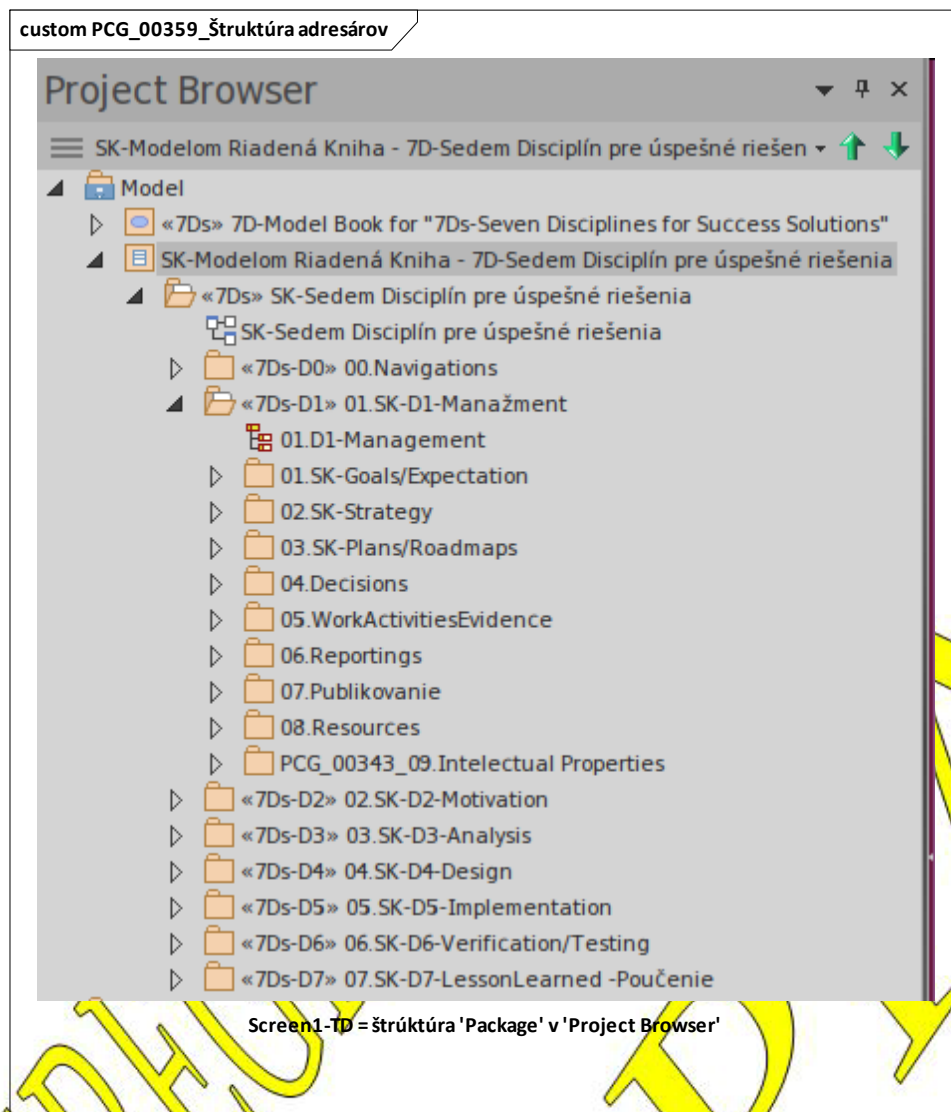 custom PCG_00359_Štruktúra adresárov
Project Browser
SK-Modelom Riadená Kniha - 7D-Sedem Disciplín pre úspešné riešen
Model
«7Ds» 7D-Model Book for "7Ds-Seven Disciplines for Success Solutions"
SK-Modelom Riadená Kniha - 7D-Sedem Disciplín pre úspešné riešenia
«7Ds» SK-Sedem Disciplín pre úspešné riešenia
SK-Sedem Disciplín pre úspešné riešenia
«7Ds-D0» 00.Navigations
«7Ds-D1» 01.SK-D1-Manažment
01.D1-Management
01.SK-Goals/Expectation
02.SK-Strategy
03.SK-Plans/Roadmaps
04.Decisions
05.WorkActivitiesEvidence
06.Reportings
07.Publikovanie
08.Resources
PCG_00343_09.Intelectual Properties
«7Ds-D2» 02.SK-D2-Motivation
«7Ds-D3» 03.SK-D3-Analysis
«7Ds-D4» 04.SK-D4-Design
«7Ds-D5» 05.SK-D5-Implementation
«7Ds-D6» 06.SK-D6-Verification/Testing
«7Ds-D7» 07.SK-D7-LessonLearned -Poučenie
Screen1-TD = štrúktúra 'Package' v 'Project Browser'